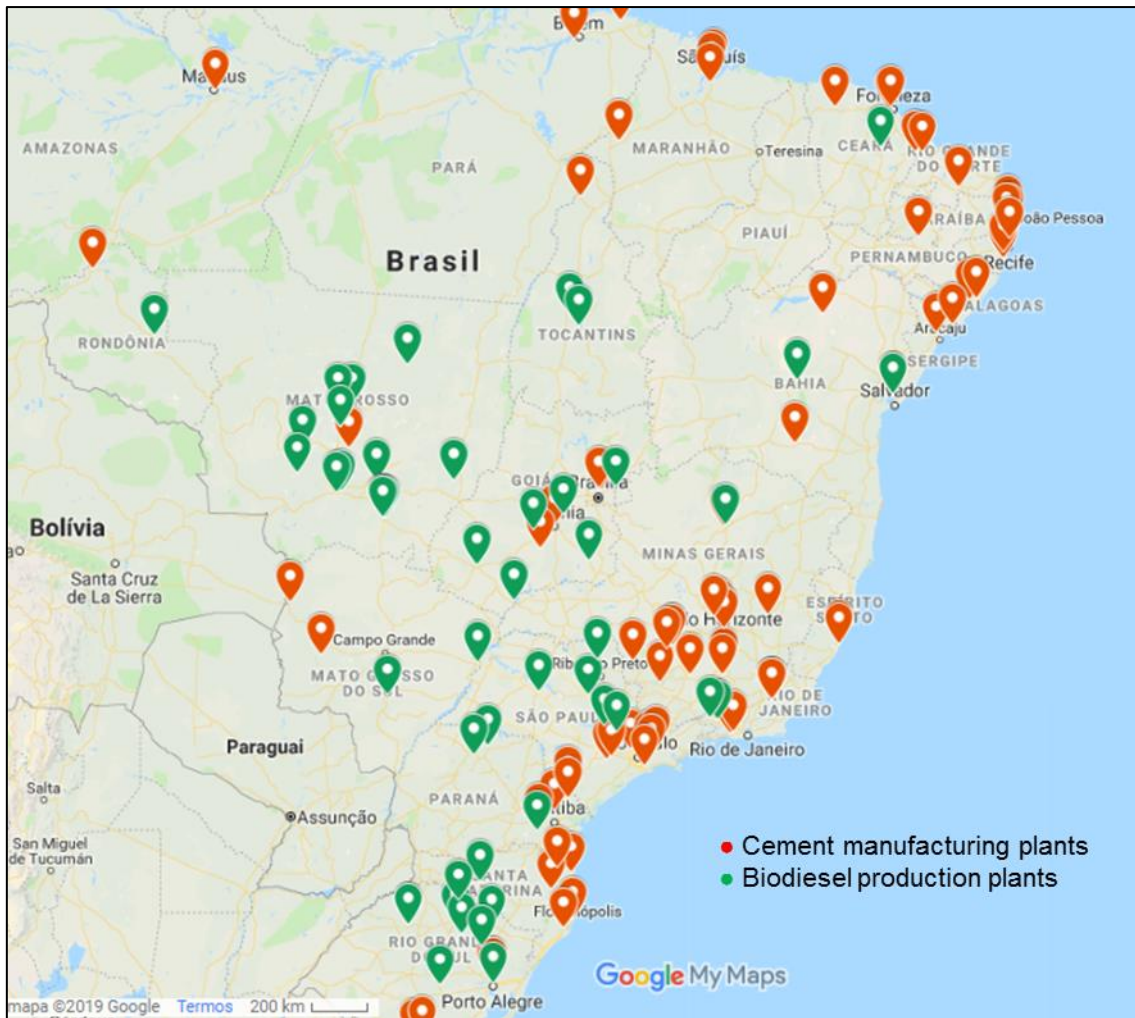 Manaus
São Luís
Fortaleza
AMAZONAS
PARÁ
MARANHÃO
Teresina
CEARÁ
RIO GRANDE
DO NORTE
PARAÍBA
João Pessoa
PIAUÍ
Brasil
PERNAMBUCO
Recife
ALAGOAS
TOCANTINS
Aracaju
RONDÔNIA
SERGIPE
BAHIA
MATO GROSSO
Salvador
GOIÁS
Brasília
Bolívia
MINAS GERAIS
Santa Cruz
de La Sierra
ESPÍRITO
SANTO
Belo Horizonte
Campo Grande
Ribeirão Preto
MATO GROSSO
DO SUL
RIO DE
JANEIRO
SÃO PAULO
São Paulo
Rio de Janeiro
Paraguai
Salta
PARANÁ
Assunção
Curitiba
San Miguel
de Tucumán
Cement manufacturing plants
SANTA
CATARINA
Biodiesel production plants
Florianópolis
RIO GRANDE
DO SUL
Google My Maps
Porto Alegre
mapa ©2019 Google Termos 200 km